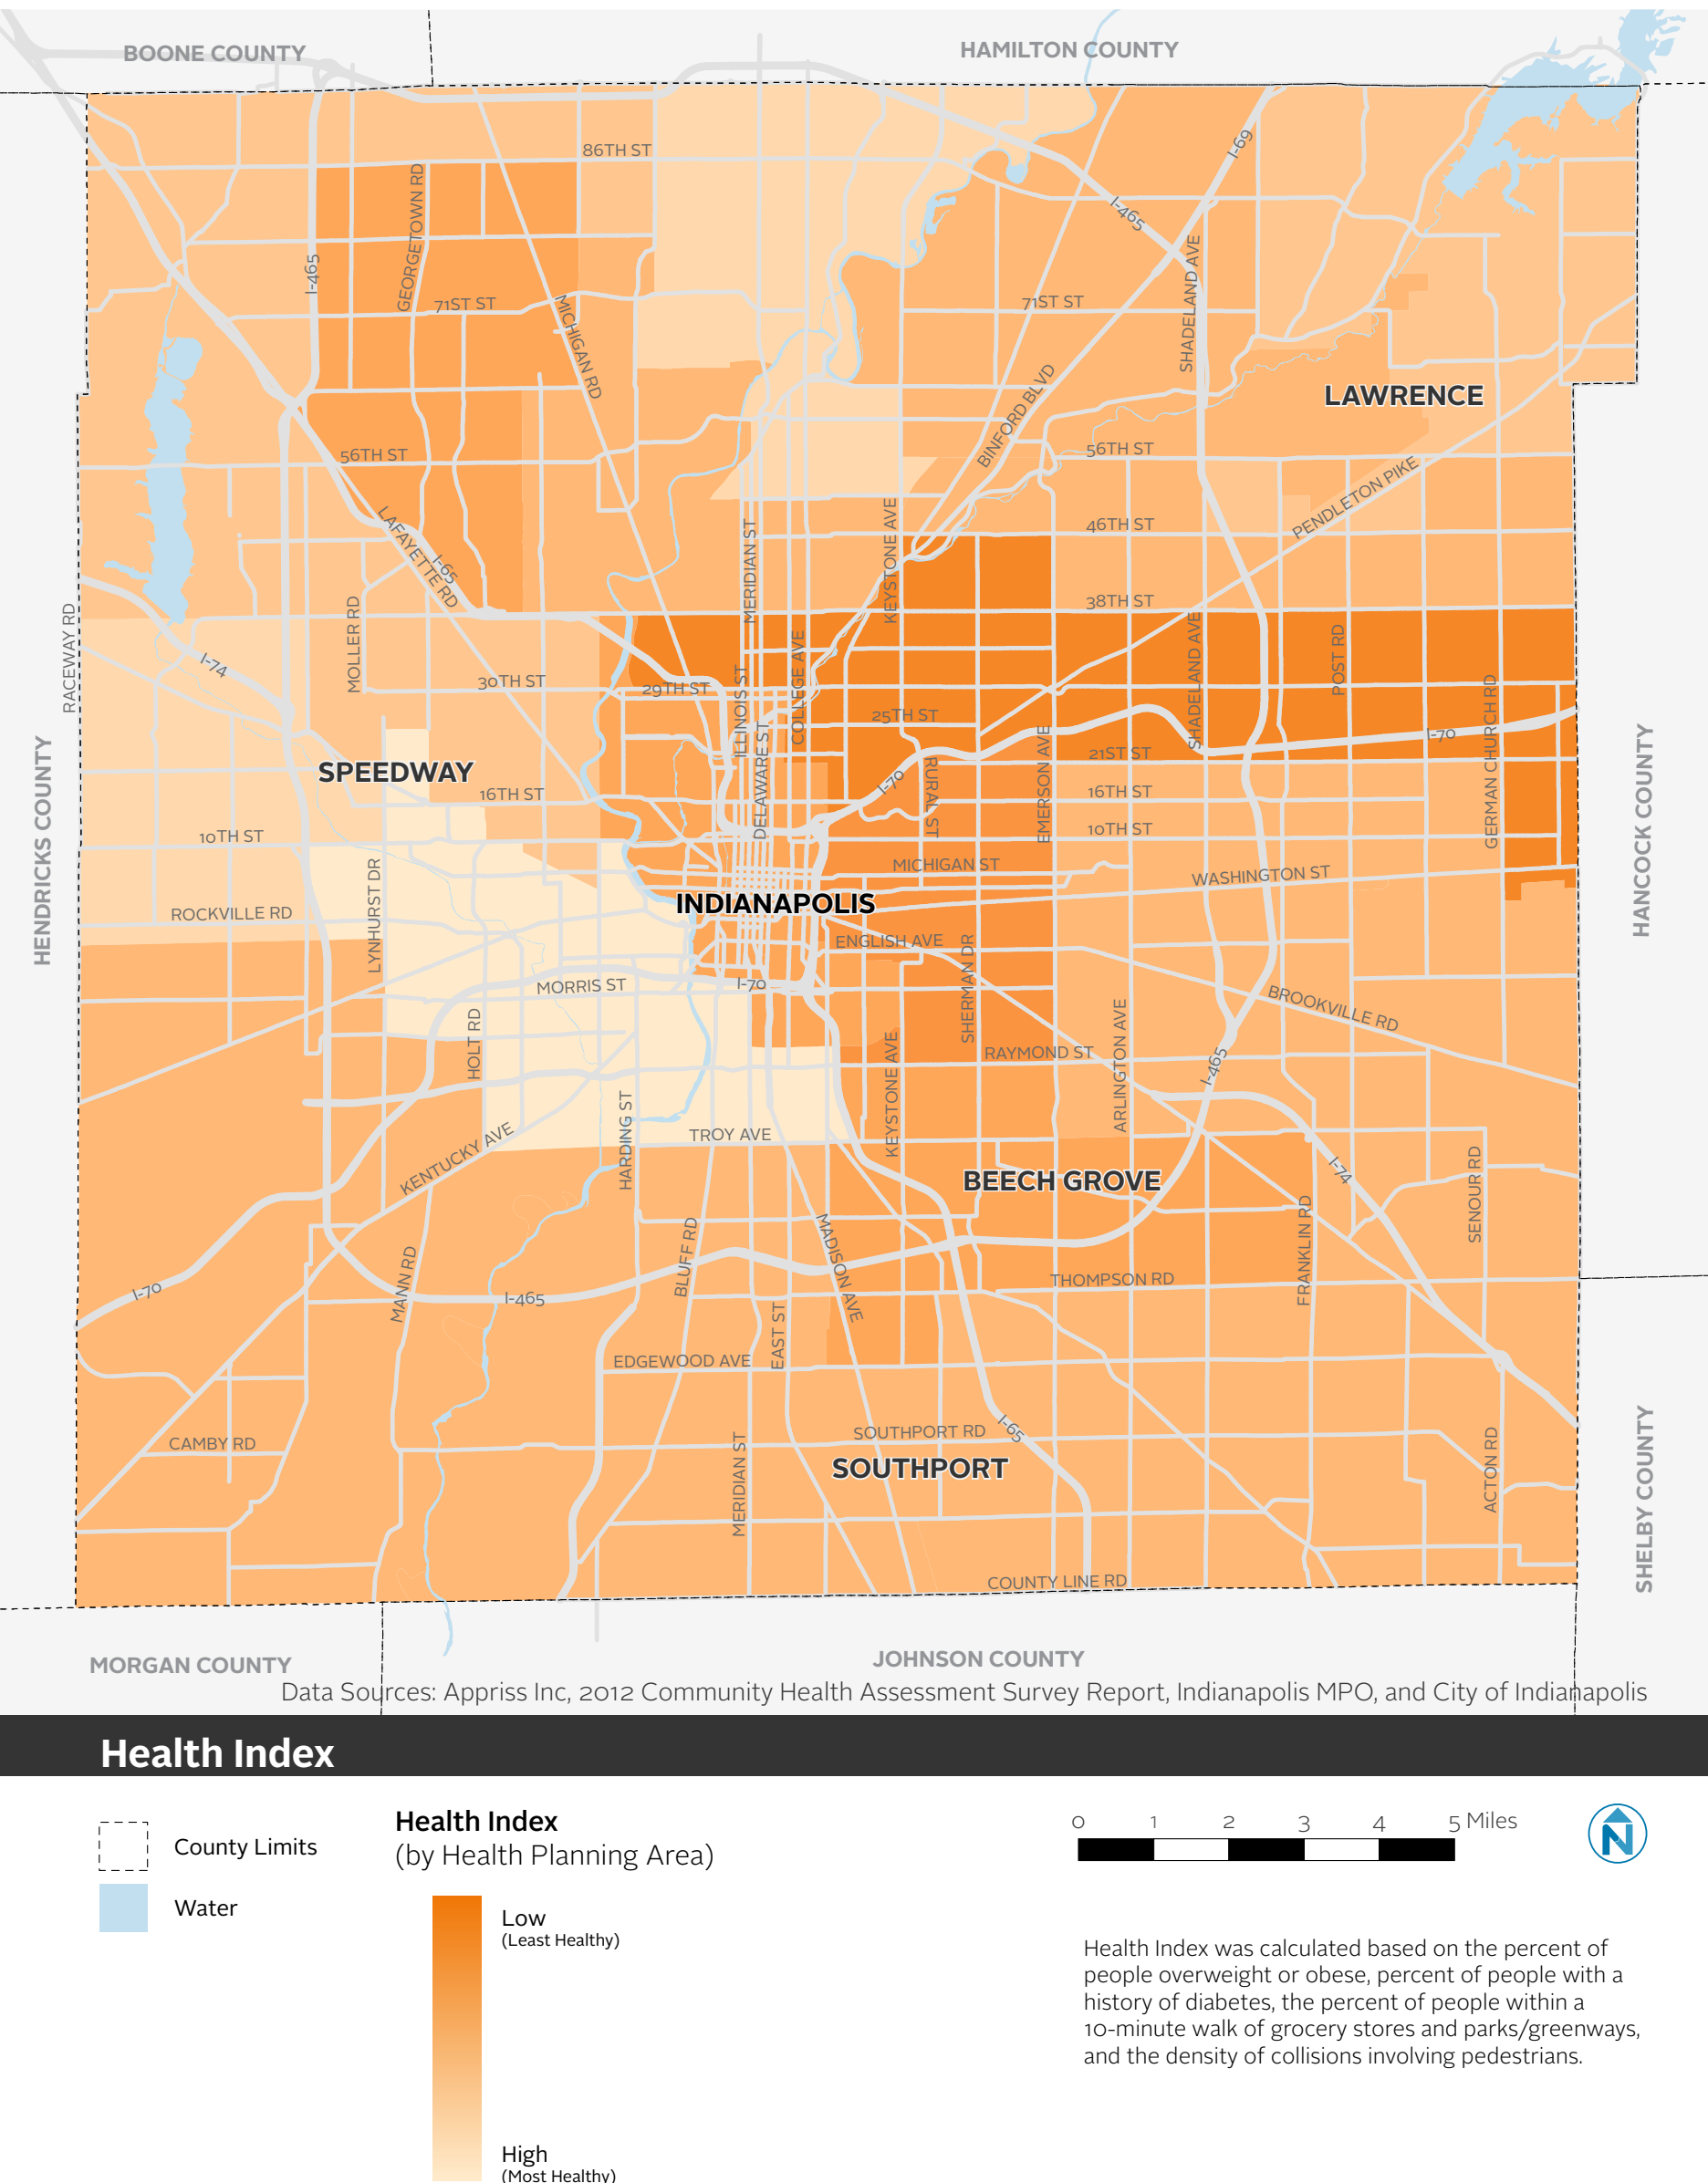 BOONE COUNTY
HAMILTON COUNTY
86TH ST
I-69
I-465
GEORGETOWN RD
I-465
SHADELAND AVE
71ST ST
MICHIGAN RD
71ST ST
BINFORD BLVD
LAWRENCE
56TH ST
56TH ST
PENDLETON PIKE
LAFAYETTE RD
I-65
MERIDIAN ST
KEYSTONE AVE
46TH ST
38TH ST
RACEWAY RD
MOLLER RD
I-74
30TH ST
29TH ST
ILLINOIS ST
COLLEGE AVE
SHADELAND AVE
POST RD
25TH ST
GERMAN CHURCH RD
I-70
HENDRICKS COUNTY
SPEEDWAY
DELAWARE ST
I-70
RURAL ST
EMERSON AVE
21ST ST
HANCOCK COUNTY
16TH ST
16TH ST
10TH ST
10TH ST
MICHIGAN ST
WASHINGTON ST
LYNHURST DR
ROCKVILLE RD
INDIANAPOLIS
ENGLISH AVE
SHERMAN DR
MORRIS ST
I-70
BROOKVILLE RD
HOLT RD
KEYSTONE AVE
RAYMOND ST
ARLINGTON AVE
I-465
HARDING ST
TROY AVE
KENTUCKY AVE
BEECH GROVE
I-74
SENOUR RD
FRANKLIN RD
MANN RD
BLUFF RD
MADISON AVE
THOMPSON RD
I-70
I-465
EAST ST
EDGEWOOD AVE
CAMBY RD
MERIDIAN ST
SOUTHPORT RD
I-65
SOUTHPORT
ACTON RD
SHELBY COUNTY
COUNTY LINE RD
MORGAN COUNTY
JOHNSON COUNTY
Data Sources: Appriss Inc, 2012 Community Health Assessment Survey Report, Indianapolis MPO, and City of Indianapolis
Health Index
County Limits
Water
Health Index
(by Health Planning Area)
Low
(Least Healthy)
High
(Most Healthy)
0 1 2 3 4 5 Miles
N
Health Index was calculated based on the percent of
people overweight or obese, percent of people with a
history of diabetes, the percent of people within a
10-minute walk of grocery stores and parks/greenways,
and the density of collisions involving pedestrians.